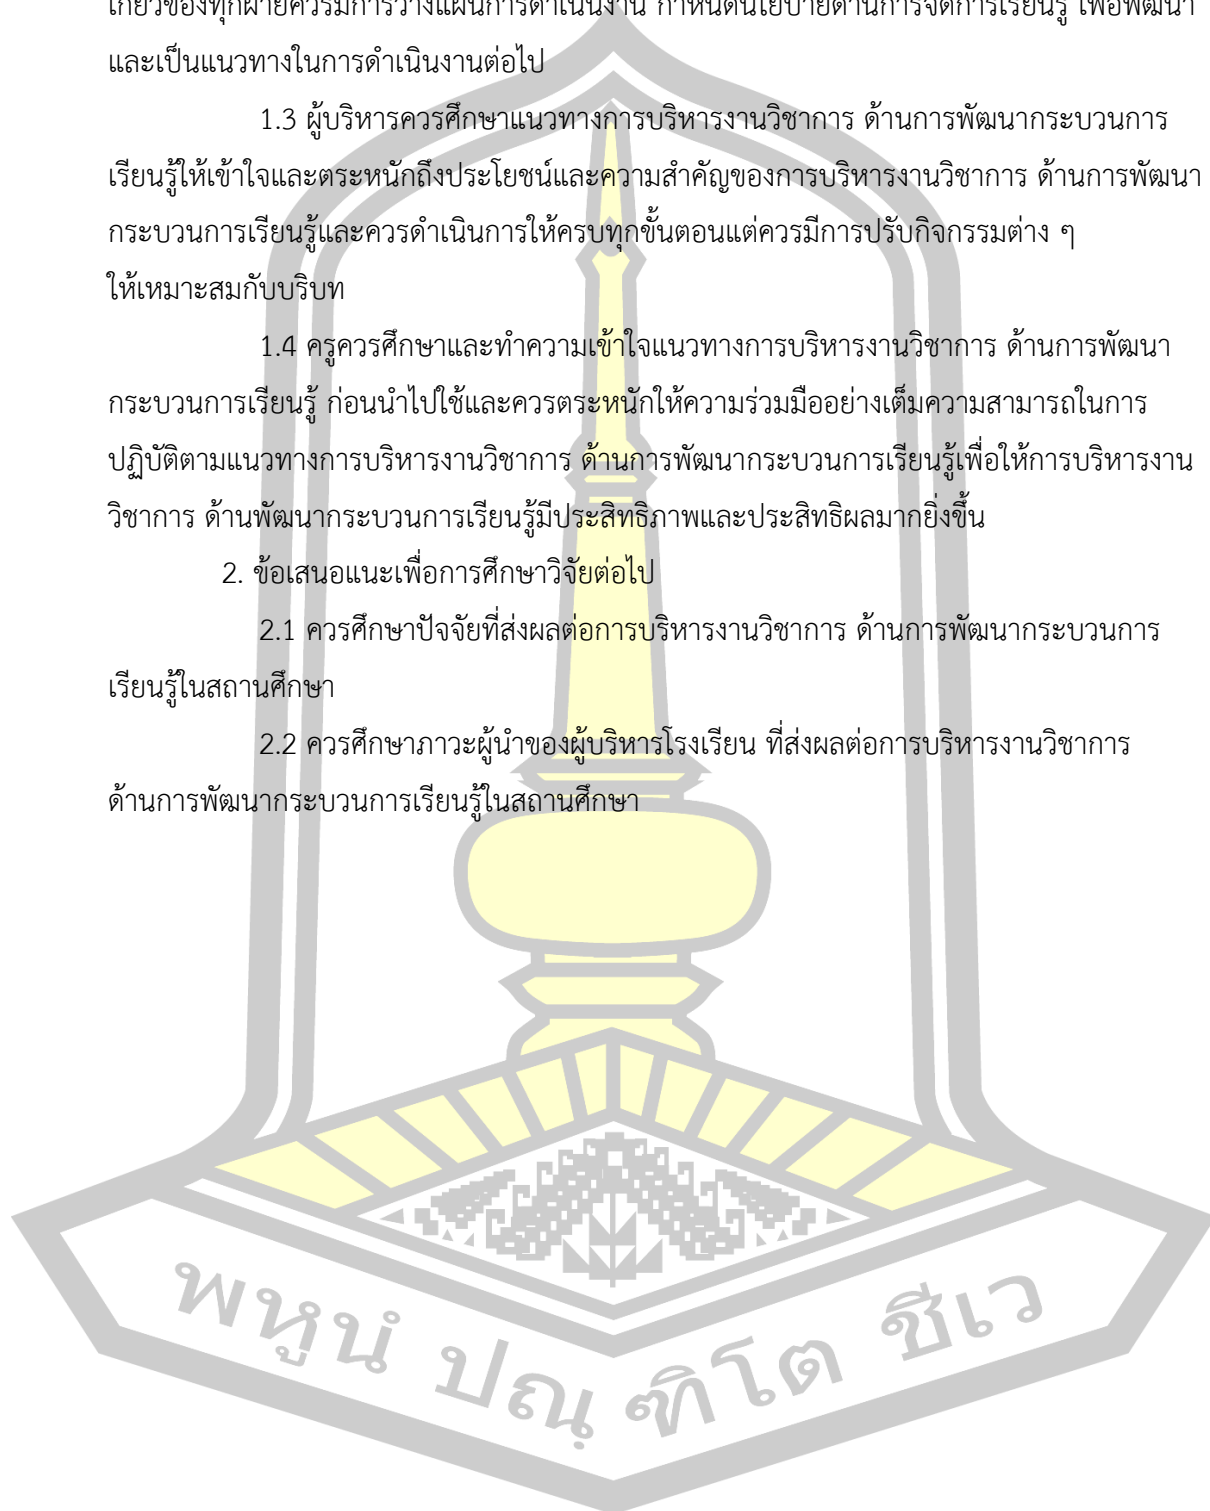 เกี่ยวของทุกฝ่ายควรมีการวางแผนการดำเนินงาน กำหนดนโยบายด้านการจัดการเรียนรู้ เพื่อพัฒนา
และเป็นแนวทางในการดำเนินงานต่อไป
1.3 ผู้บริหารควรศึกษาแนวทางการบริหารงานวิชาการ ด้านการพัฒนากระบวนการ
เรียนรู้ให้เข้าใจและตระหนักถึงประโยชน์และความสำคัญของการบริหารงานวิชาการ ด้านการพัฒนา
กระบวนการเรียนรู้และควรดำเนินการให้ครบทุกขั้นตอนแต่ควรมีการปรับกิจกรรมต่าง ๆ
ให้เหมาะสมกับบริบท
1.4 ครูควรศึกษาและทำความเข้าใจแนวทางการบริหารงานวิชาการ ด้านการพัฒนา
กระบวนการเรียนรู้ ก่อนนำไปใช้และควรตระหนักให้ความร่วมมืออย่างเต็มความสามารถในการ
ปฏิบัติตามแนวทางการบริหารงานวิชาการ ด้านการพัฒนากระบวนการเรียนรู้เพื่อให้การบริหารงาน
วิชาการ ด้านพัฒนากระบวนการเรียนรู้มีประสิทธิภาพและประสิทธิผลมากยิ่งขึ้น
2. ข้อเสนอแนะเพื่อการศึกษาวิจัยต่อไป
2.1 ควรศึกษาปัจจัยที่ส่งผลต่อการบริหารงานวิชาการ ด้านการพัฒนากระบวนการ
เรียนรู้ในสถานศึกษา
2.2 ควรศึกษาภาวะผู้นำของผู้บริหารโรงเรียน ที่ส่งผลต่อการบริหารงานวิชาการ
ด้านการพัฒนากระบวนการเรียนรู้ในสถานศึกษา
พหูนํ ปณฺฑิโต ชีเว